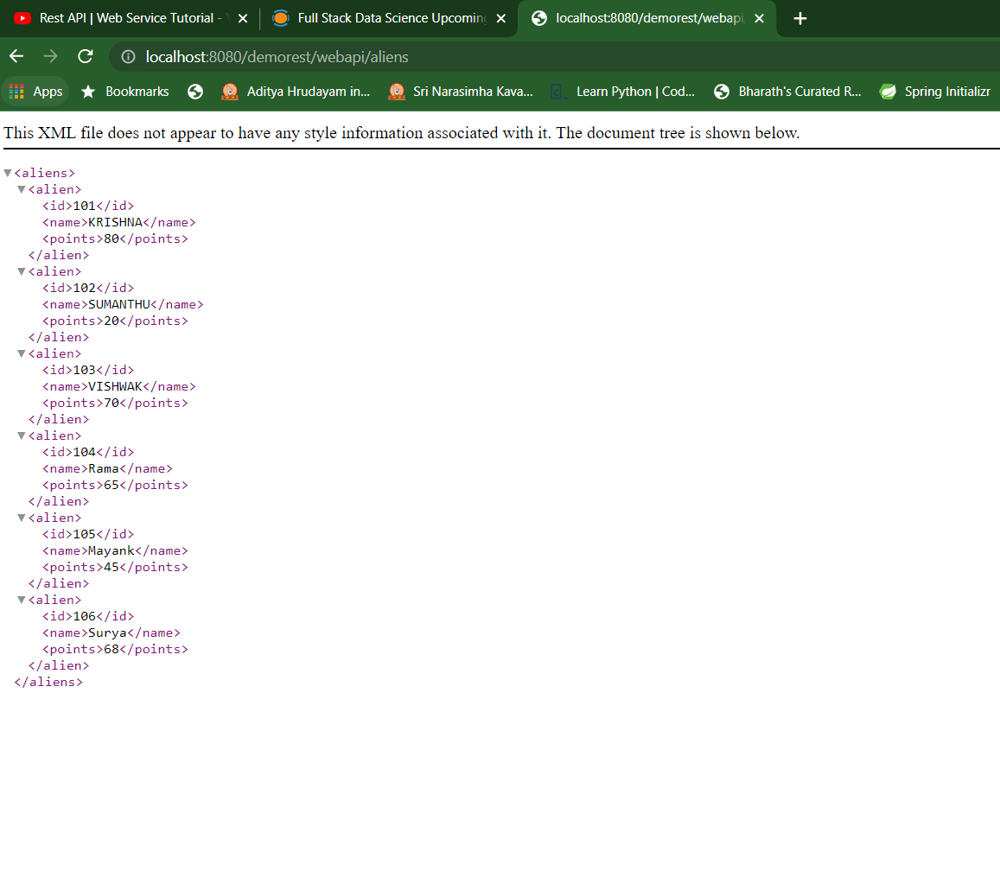 Rest API | Web Service Tutorial -
Full Stack Data Science Upcoming
localhost:8080/demorest/webapi/
localhost:8080/demorest/webapi/aliens
Apps
Bookmarks
Aditya Hrudayam in...
Sri Narasimha Kava...
Learn Python | Cod...
Bharath's Curated R...
Spring Initializr
This XML file does not appear to have any style information associated with it. The document tree is shown below.
<aliens>
<alien>
<id>101</id>
<name>KRISHNA</name>
<points>80</points>
</alien>
<alien>
<id>102</id>
<name>SUMANTHU</name>
<points>20</points>
</alien>
<alien>
<id>103</id>
<name>VISHWAK</name>
<points>70</points>
</alien>
<alien>
<id>104</id>
<name>Rama</name>
<points>65</points>
</alien>
<alien>
<id>105</id>
<name>Mayank</name>
<points>45</points>
</alien>
<alien>
<id>106</id>
<name>Surya</name>
<points>68</points>
</alien>
</aliens>